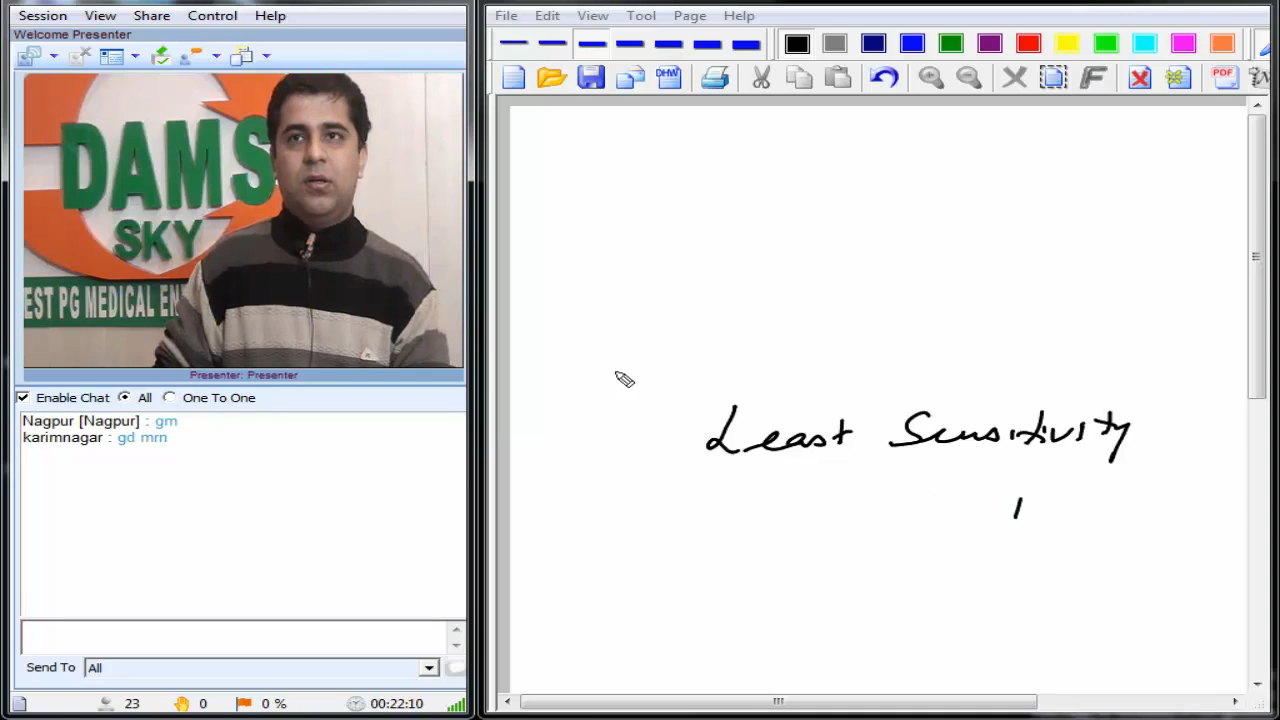 Session View Share Control Help
Welcome Presenter
DAMS
SKY
EST PG MEDICAL EN
Presenter: Presenter
Enable Chat All One To One
Nagpur [Nagpur] : gm
karimnagar : gd mrn
Send To All
23 0 0 % 00:22:10
File Edit View Tool Page Help
DHW F PDF
Least Sensitivity